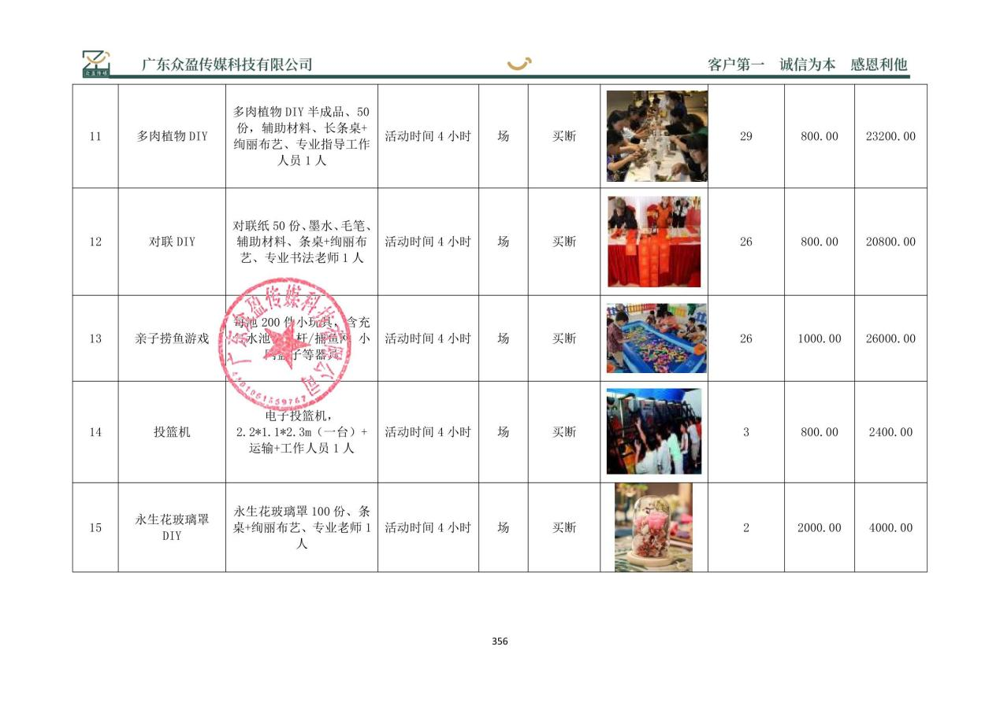 众盈传媒
广东众盈传媒科技有限公司
客户第一 诚信为本 感恩利他
11
多肉植物 DIY
多肉植物 DIY 半成品、50
份，辅助材料、长条桌+
绚丽布艺、专业指导工作
人员 1 人
活动时间 4 小时
场
买断
29
800.00
23200.00
12
对联 DIY
对联纸 50 份、墨水、毛笔、
辅助材料、条桌+绚丽布
艺、专业书法老师 1 人
活动时间 4 小时
场
买断
26
800.00
20800.00
13
亲子捞鱼游戏
每池 200 件小玩具，含充
水池 杆/捕鱼网 小
子等器具
活动时间 4 小时
场
买断
26
1000.00
26000.00
广东众盈传媒科技有限公司
14
投篮机
电子投篮机，
2.2*1.1*2.3m（一台）+
运输+工作人员 1 人
活动时间 4 小时
场
买断
3
800.00
2400.00
15
永生花玻璃罩
DIY
永生花玻璃罩 100 份、条
桌+绚丽布艺、专业老师 1
人
活动时间 4 小时
场
买断
2
2000.00
4000.00
356